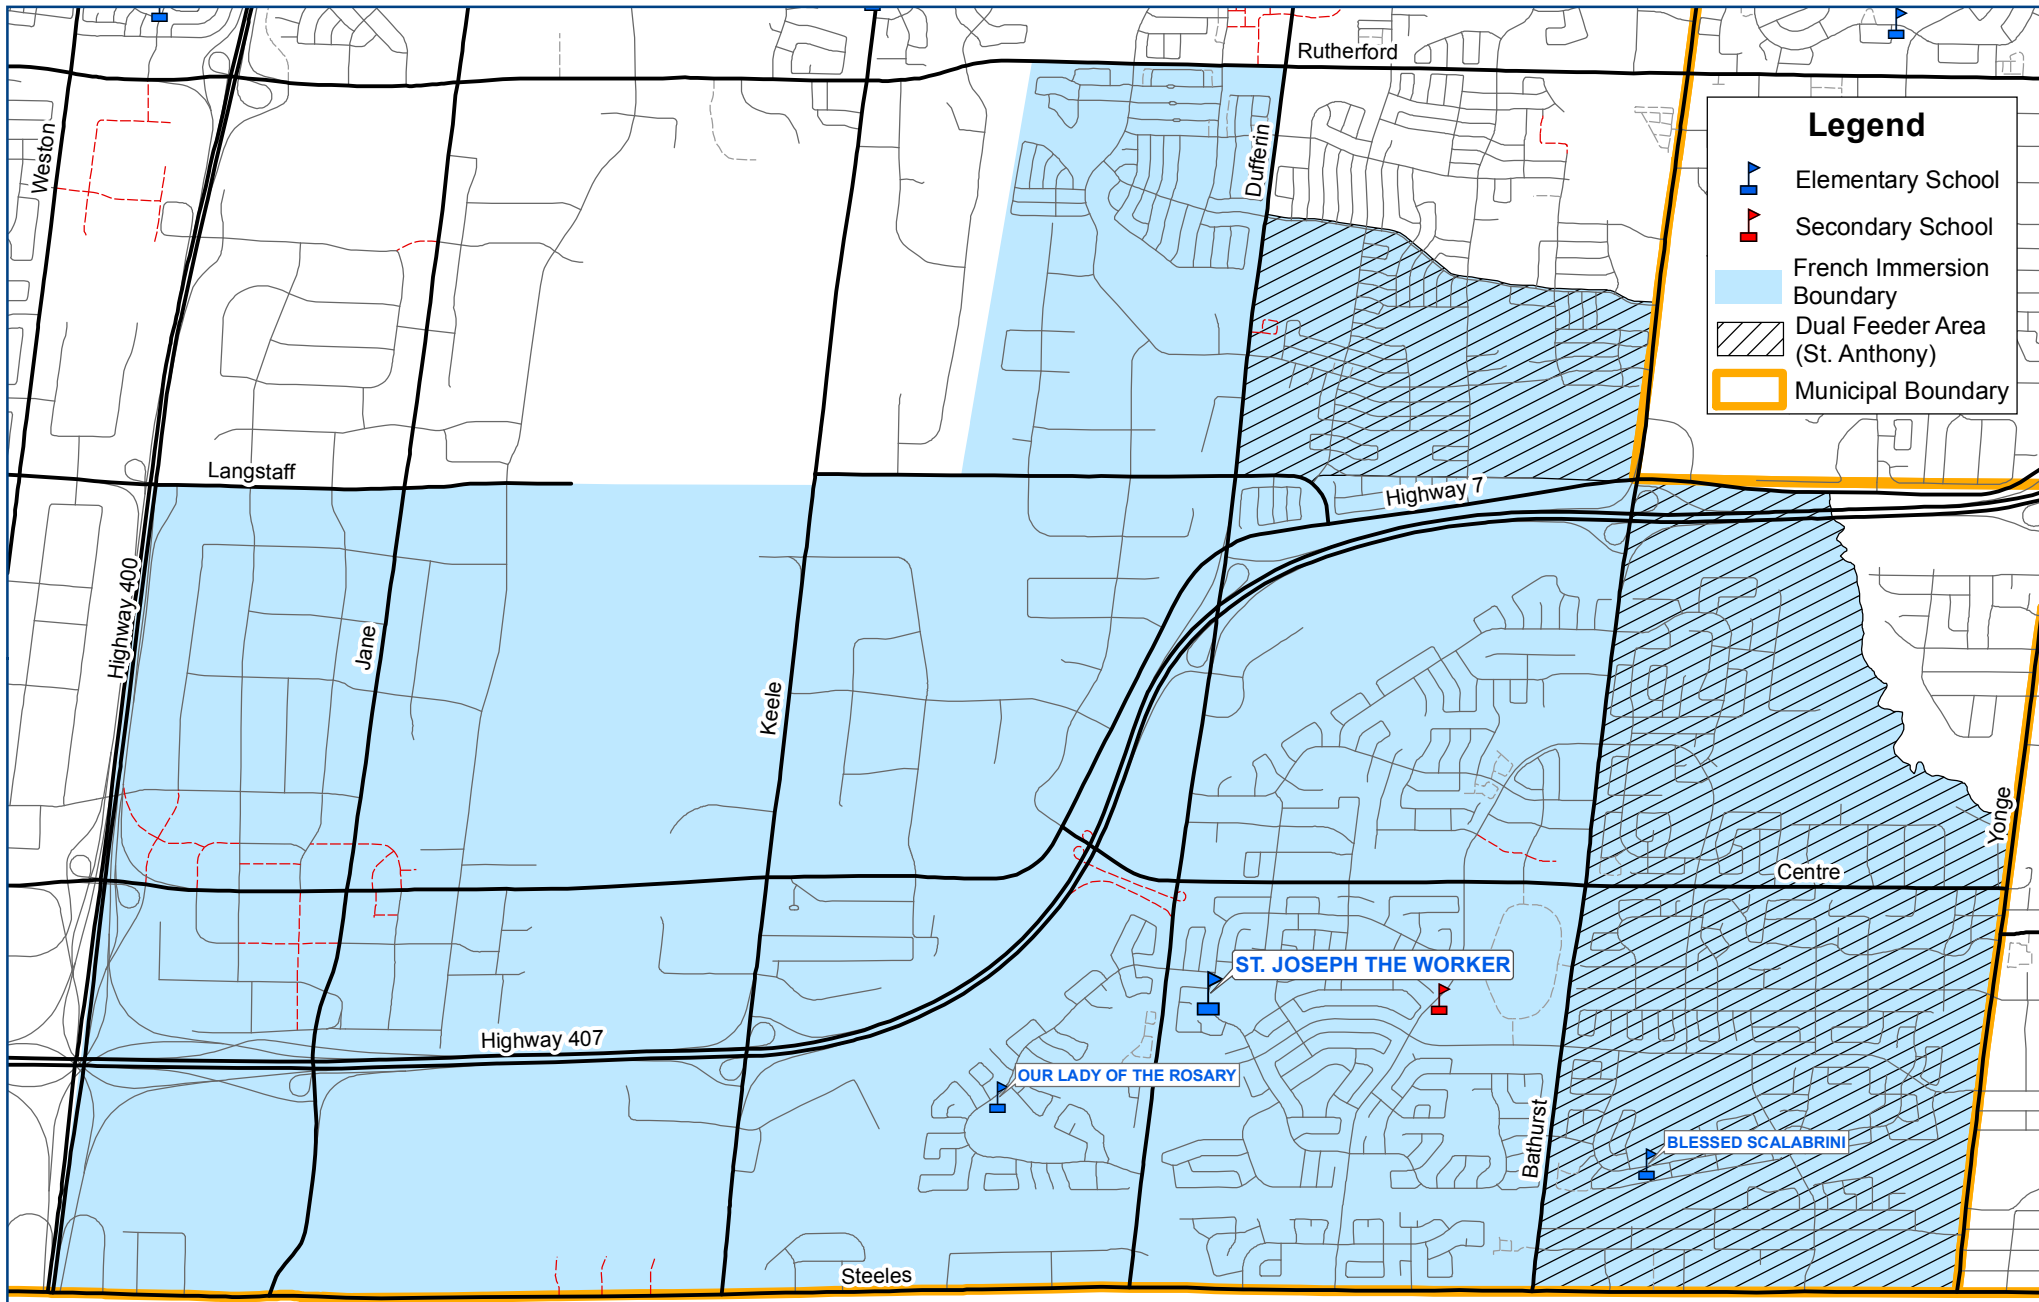 Rutherford
Legend
Weston
Dufferin
Elementary School
Secondary School
French Immersion
Boundary
Dual Feeder Area
(St. Anthony)
Municipal Boundary
Langstaff
Highway 7
Highway 400
Jane
Keele
Yonge
Centre
ST. JOSEPH THE WORKER
Highway 407
OUR LADY OF THE ROSARY
Bathurst
BLESSED SCALABRINI
Steeles